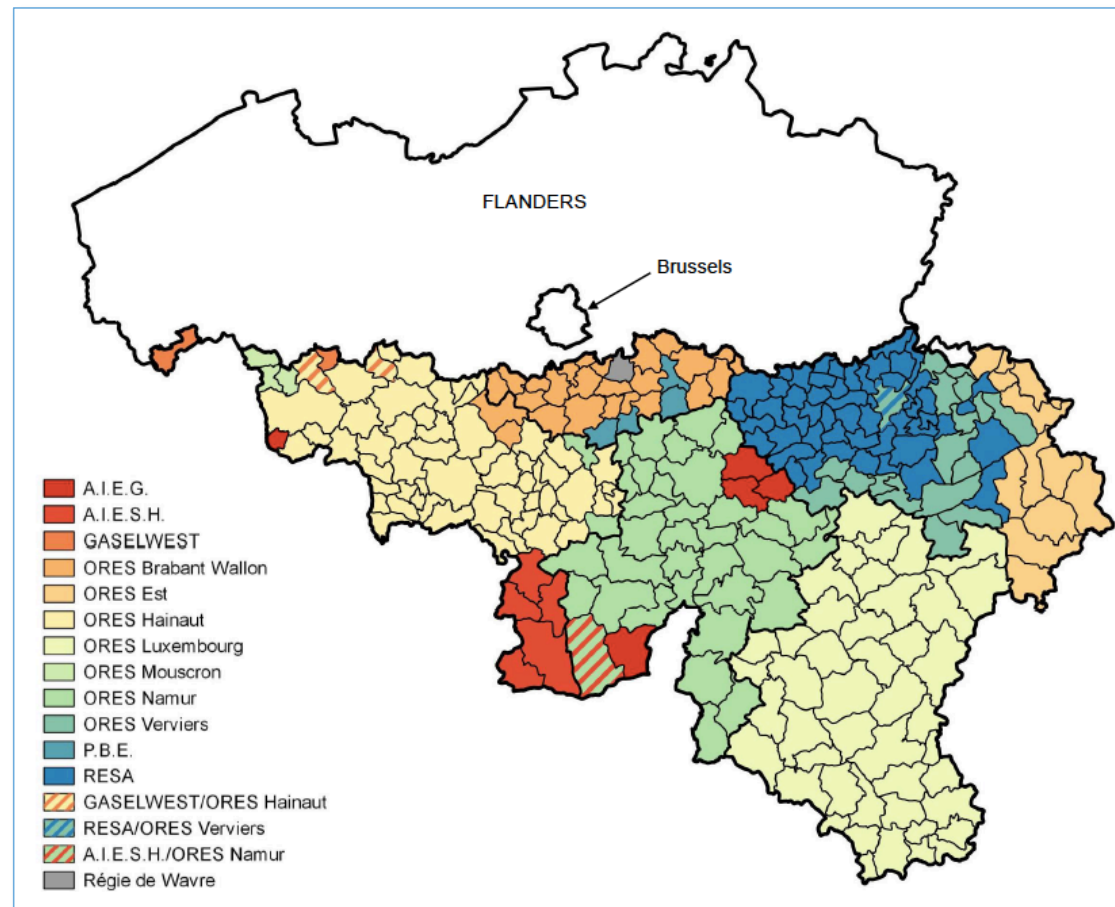 FLANDERS
Brussels
A.I.E.G.
A.I.E.S.H.
GASELWEST
ORES Brabant Wallon
ORES Est
ORES Hainaut
ORES Luxembourg
ORES Mouscron
ORES Namur
ORES Verviers
P.B.E.
RESA
GASELWEST/ORES Hainaut
RESA/ORES Verviers
A.I.E.S.H./ORES Namur
Régie de Wavre